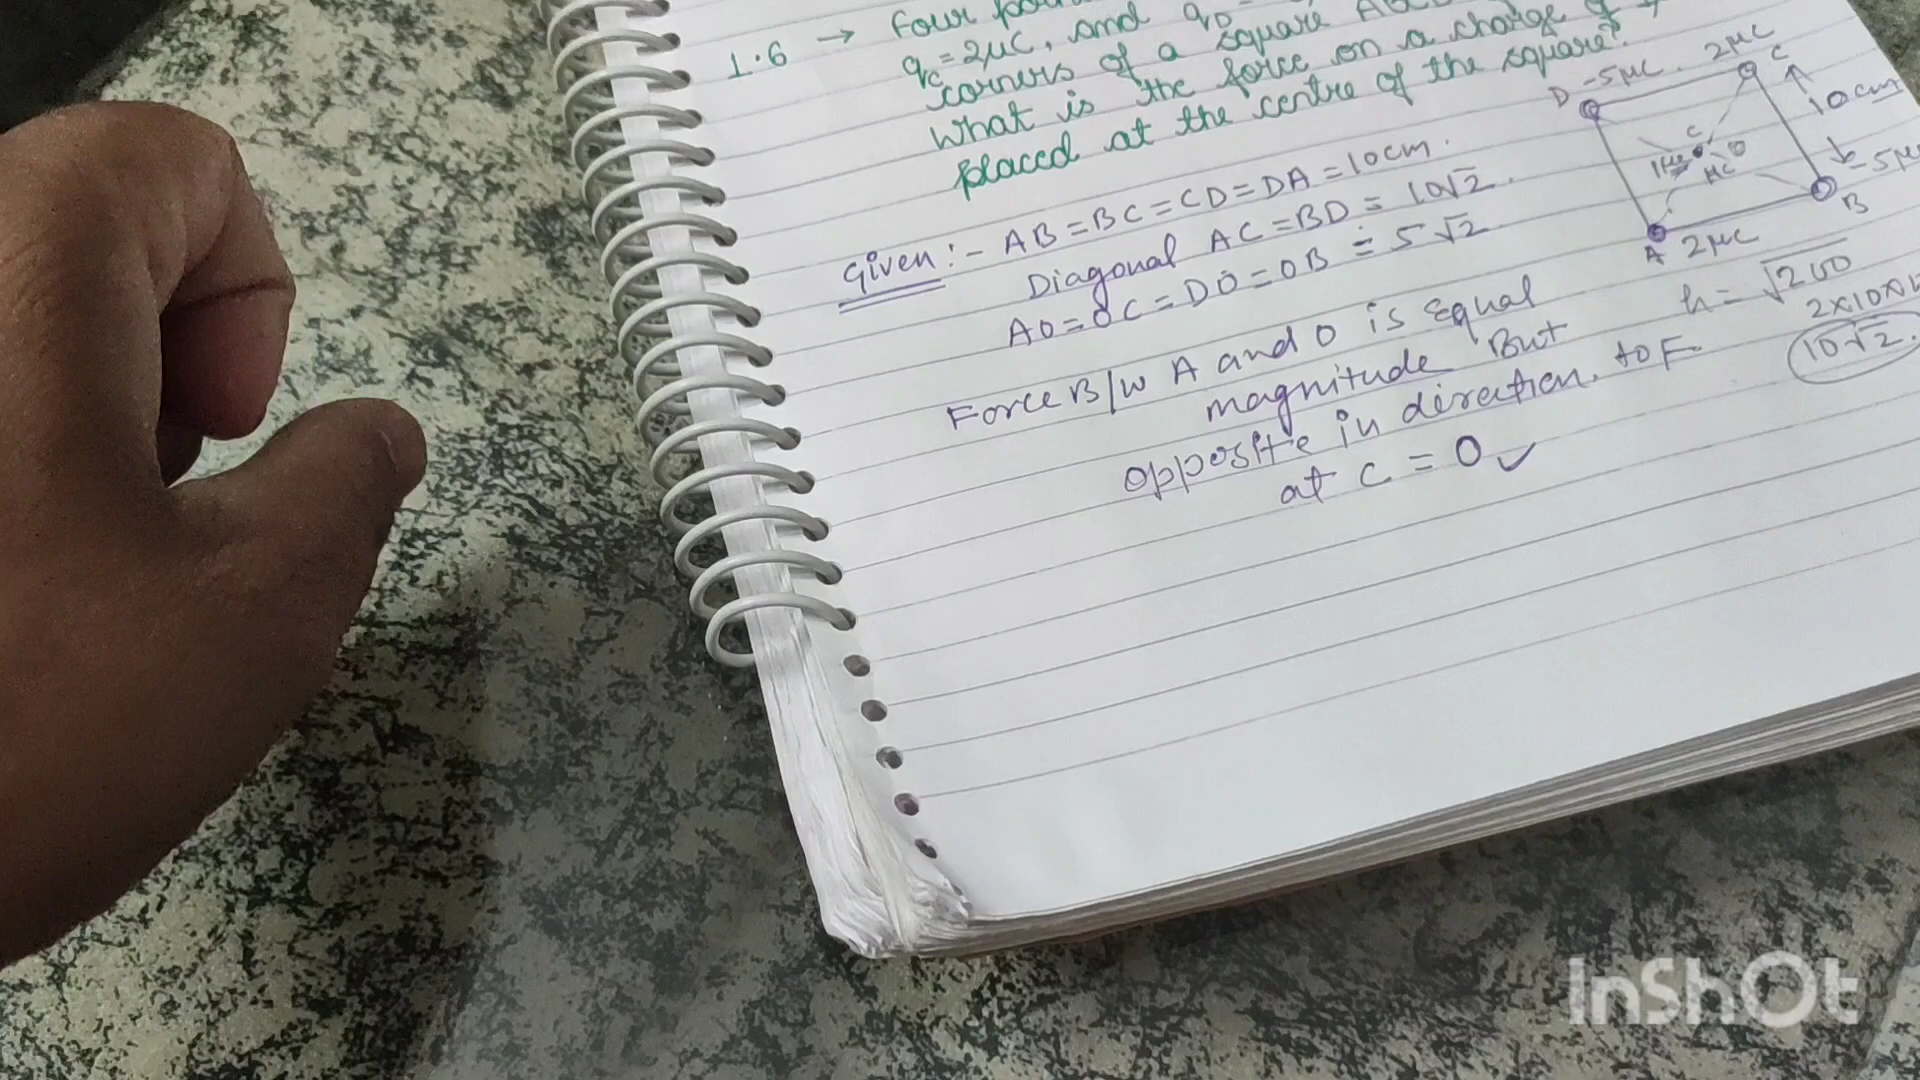 1.6 → Four
qc = 2μC, and qD
corners of a square
What is the force on a charge of
placed at the centre of the square?
D -5μC. 2μC C
10cm
C
1μC
μC
-5μ
B
A 2μC
Given :- AB = BC = CD = DA = 10cm.
Diagonal AC = BD = 10√2.
AO = OC = DO = OB = 5√2
h = √200
2×10×1
10√2.
Force B/w A and O is Equal
magnitude But
opposite in direction. to F
at C = 0 ✓
InShOt